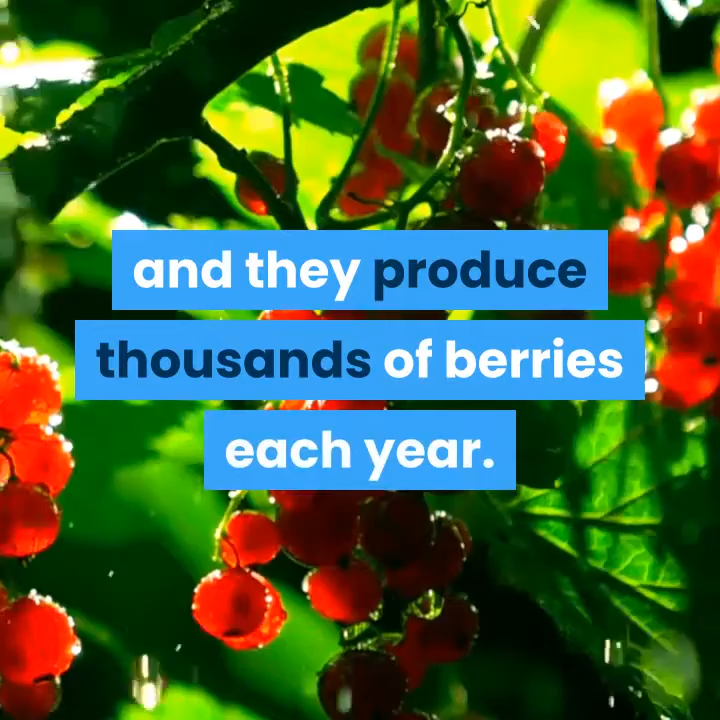 and they produce
thousands of berries
each year.